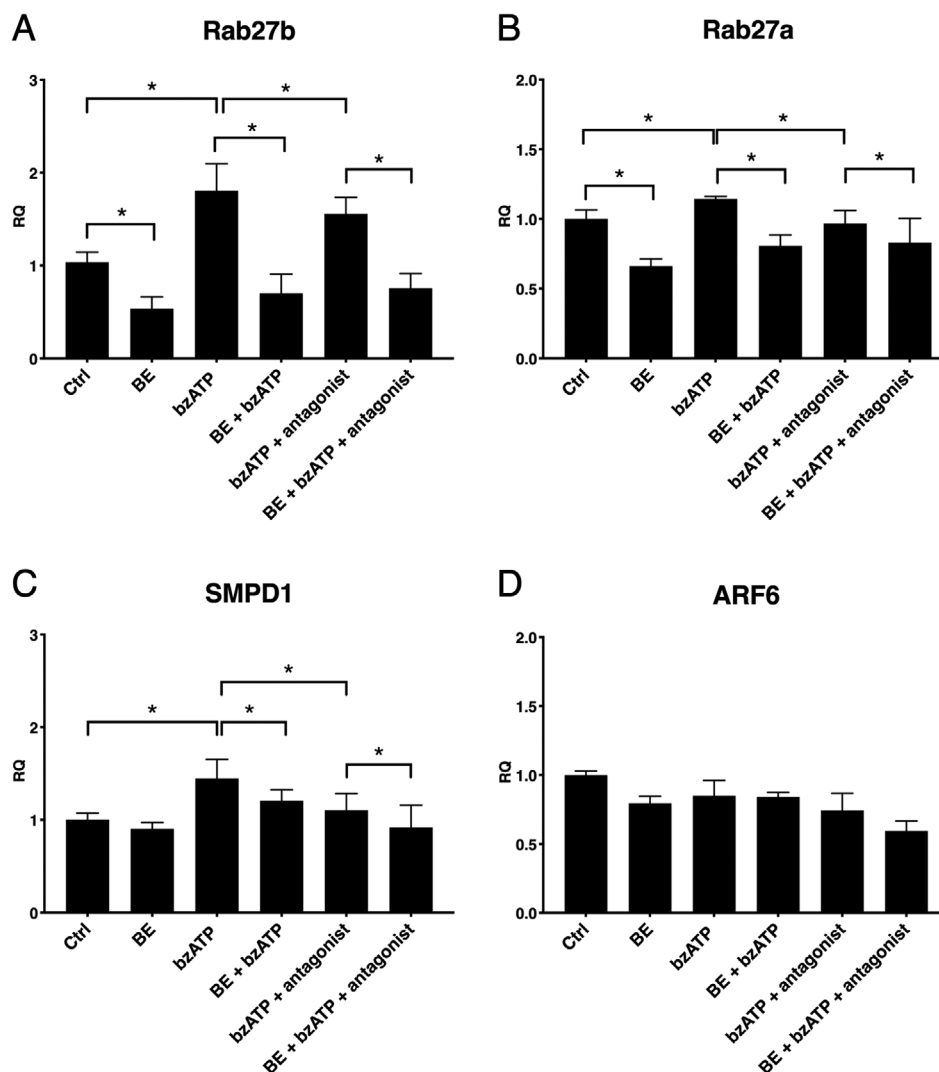 A
Rab27b
3
2
1
0
RQ
*
*
*
*
*
Ctrl
BE
bzATP
BE + bzATP
bzATP + antagonist
BE + bzATP + antagonist
B
Rab27a
2.0
1.5
1.0
0.5
0.0
RQ
*
*
*
*
*
Ctrl
BE
bzATP
BE + bzATP
bzATP + antagonist
BE + bzATP + antagonist
C
SMPD1
3
2
1
0
RQ
*
*
*
*
Ctrl
BE
bzATP
BE + bzATP
bzATP + antagonist
BE + bzATP + antagonist
D
ARF6
2.0
1.5
1.0
0.5
0.0
RQ
Ctrl
BE
bzATP
BE + bzATP
bzATP + antagonist
BE + bzATP + antagonist